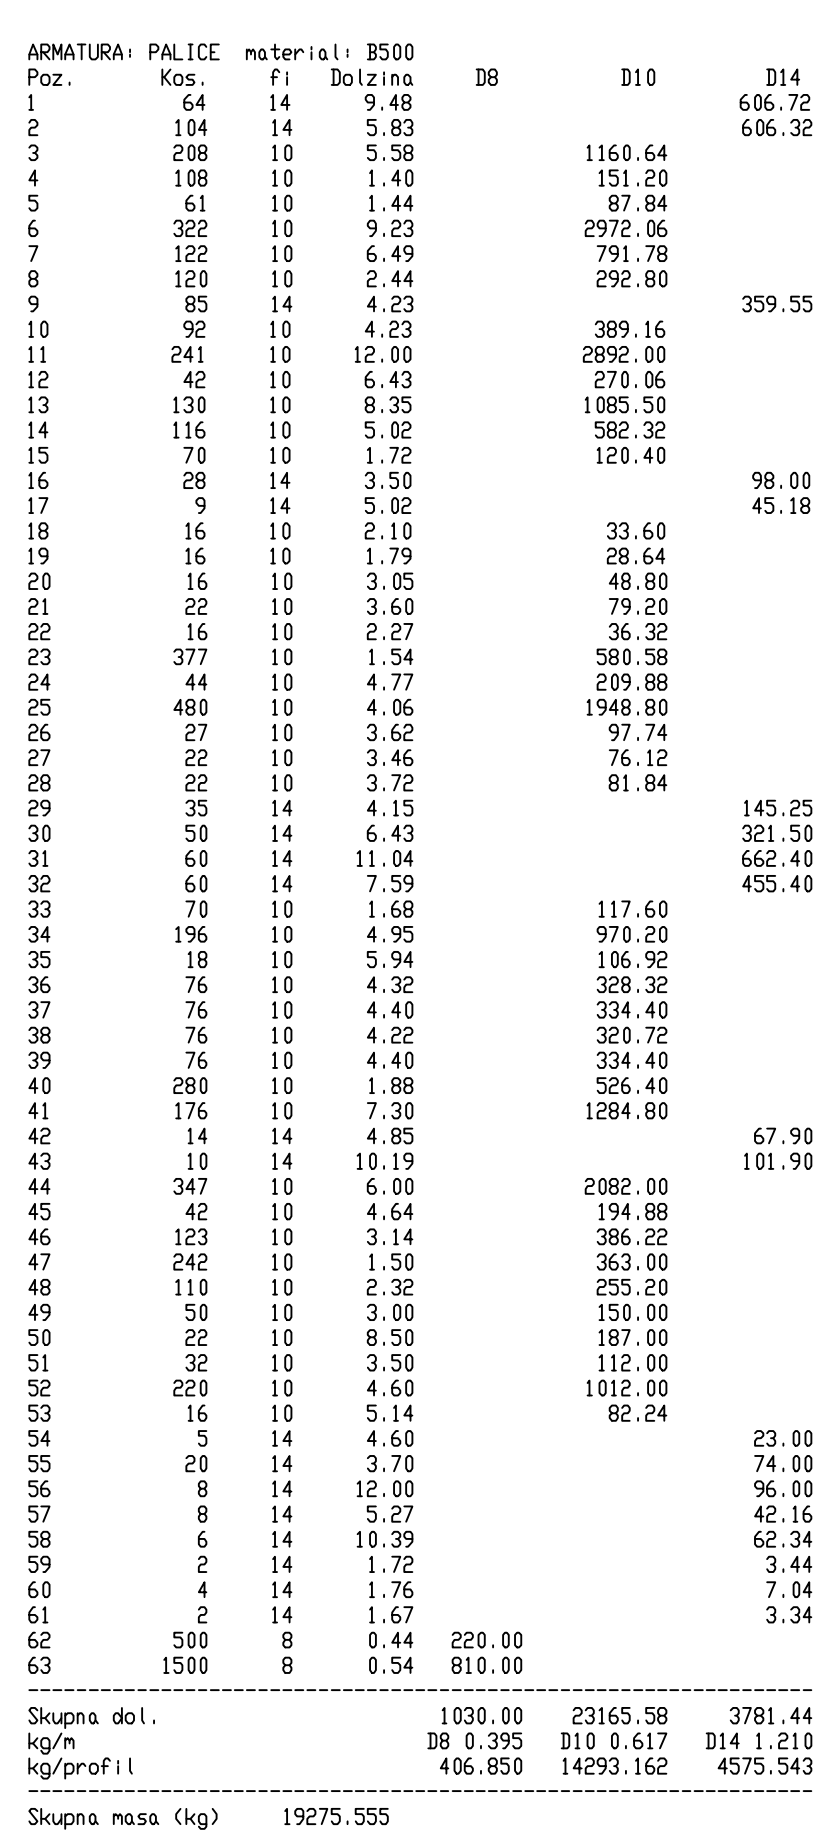 ARMATURA: PALICE material: B500
Poz. Kos. fi Dolzina D8 D10 D14
1 64 14 9.48 606.72
2 104 14 5.83 606.32
3 208 10 5.58 1160.64
4 108 10 1.40 151.20
5 61 10 1.44 87.84
6 322 10 9.23 2972.06
7 122 10 6.49 791.78
8 120 10 2.44 292.80
9 85 14 4.23 359.55
10 92 10 4.23 389.16
11 241 10 12.00 2892.00
12 42 10 6.43 270.06
13 130 10 8.35 1085.50
14 116 10 5.02 582.32
15 70 10 1.72 120.40
16 28 14 3.50 98.00
17 9 14 5.02 45.18
18 16 10 2.10 33.60
19 16 10 1.79 28.64
20 16 10 3.05 48.80
21 22 10 3.60 79.20
22 16 10 2.27 36.32
23 377 10 1.54 580.58
24 44 10 4.77 209.88
25 480 10 4.06 1948.80
26 27 10 3.62 97.74
27 22 10 3.46 76.12
28 22 10 3.72 81.84
29 35 14 4.15 145.25
30 50 14 6.43 321.50
31 60 14 11.04 662.40
32 60 14 7.59 455.40
33 70 10 1.68 117.60
34 196 10 4.95 970.20
35 18 10 5.94 106.92
36 76 10 4.32 328.32
37 76 10 4.40 334.40
38 76 10 4.22 320.72
39 76 10 4.40 334.40
40 280 10 1.88 526.40
41 176 10 7.30 1284.80
42 14 14 4.85 67.90
43 10 14 10.19 101.90
44 347 10 6.00 2082.00
45 42 10 4.64 194.88
46 123 10 3.14 386.22
47 242 10 1.50 363.00
48 110 10 2.32 255.20
49 50 10 3.00 150.00
50 22 10 8.50 187.00
51 32 10 3.50 112.00
52 220 10 4.60 1012.00
53 16 10 5.14 82.24
54 5 14 4.60 23.00
55 20 14 3.70 74.00
56 8 14 12.00 96.00
57 8 14 5.27 42.16
58 6 14 10.39 62.34
59 2 14 1.72 3.44
60 4 14 1.76 7.04
61 2 14 1.67 3.34
62 500 8 0.44 220.00
63 1500 8 0.54 810.00
Skupna dol. 1030.00 23165.58 3781.44
kg/m D8 0.395 D10 0.617 D14 1.210
kg/profil 406.850 14293.162 4575.543
Skupna masa (kg) 19275.555